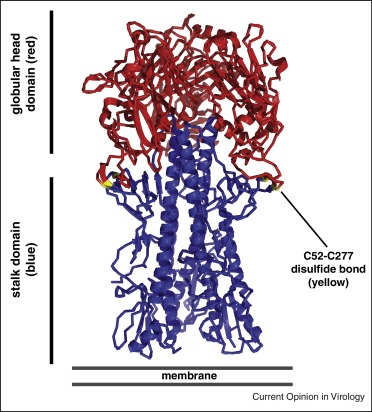 globular head
domain (red)
stalk domain
(blue)
C52-C277
disulfide bond
(yellow)
membrane
Current Opinion in Virology